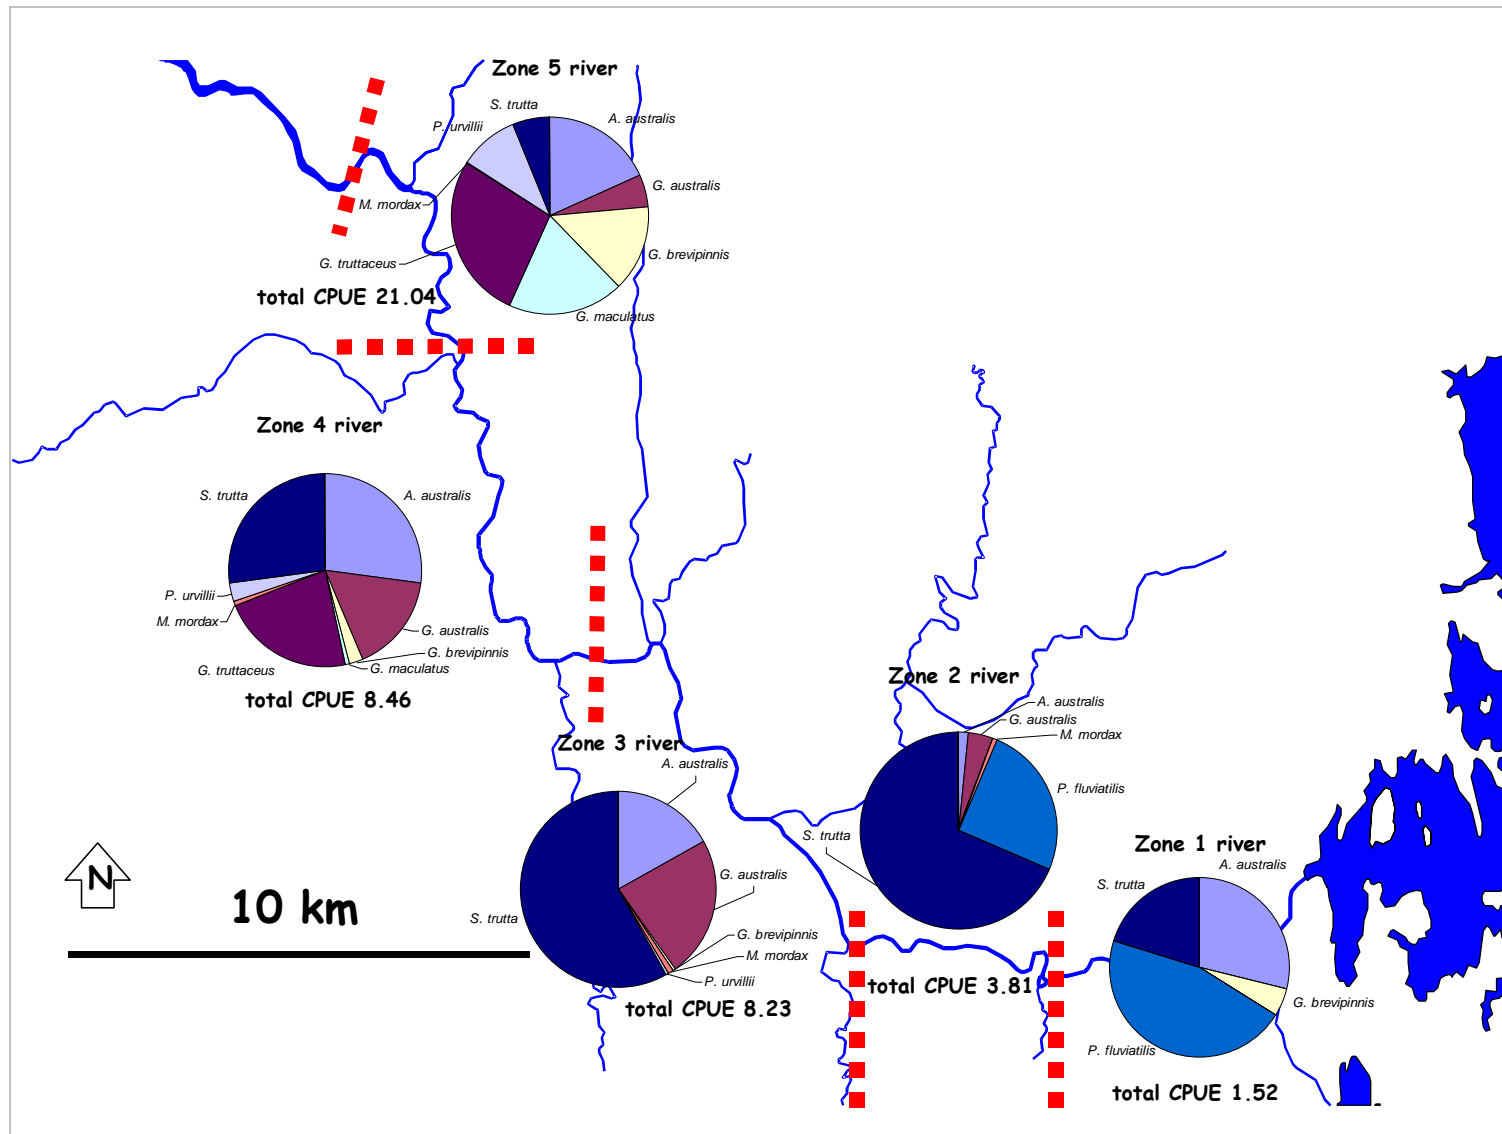 Zone 5 river
S. trutta
A. australis
P. urvillii
G. australis
M. mordax
G. brevipinnis
G. truttaceus
total CPUE 21.04
G. maculatus
Zone 4 river
S. trutta
A. australis
P. urvillii
M. mordax
G. australis
G. brevipinnis
G. truttaceus
G. maculatus
total CPUE 8.46
Zone 3 river
A. australis
G. australis
S. trutta
G. brevipinnis
M. mordax
P. urvillii
total CPUE 8.23
Zone 2 river
A. australis
G. australis
M. mordax
P. fluviatilis
S. trutta
total CPUE 3.81
Zone 1 river
A. australis
S. trutta
G. brevipinnis
P. fluviatilis
total CPUE 1.52
N
10 km